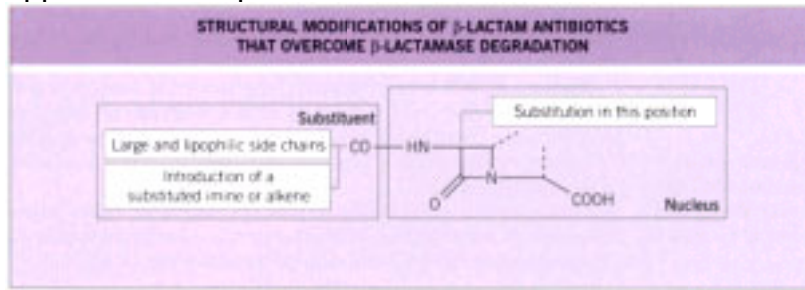 STRUCTURAL MODIFICATIONS OF β-LACTAM ANTIBIOTICS
THAT OVERCOME β-LACTAMASE DEGRADATION
Substituent
Substitution in this position
Large and lipophilic side chains
CO
HN
Introduction of a
substituted imine or alkene
N
O
COOH
Nucleus